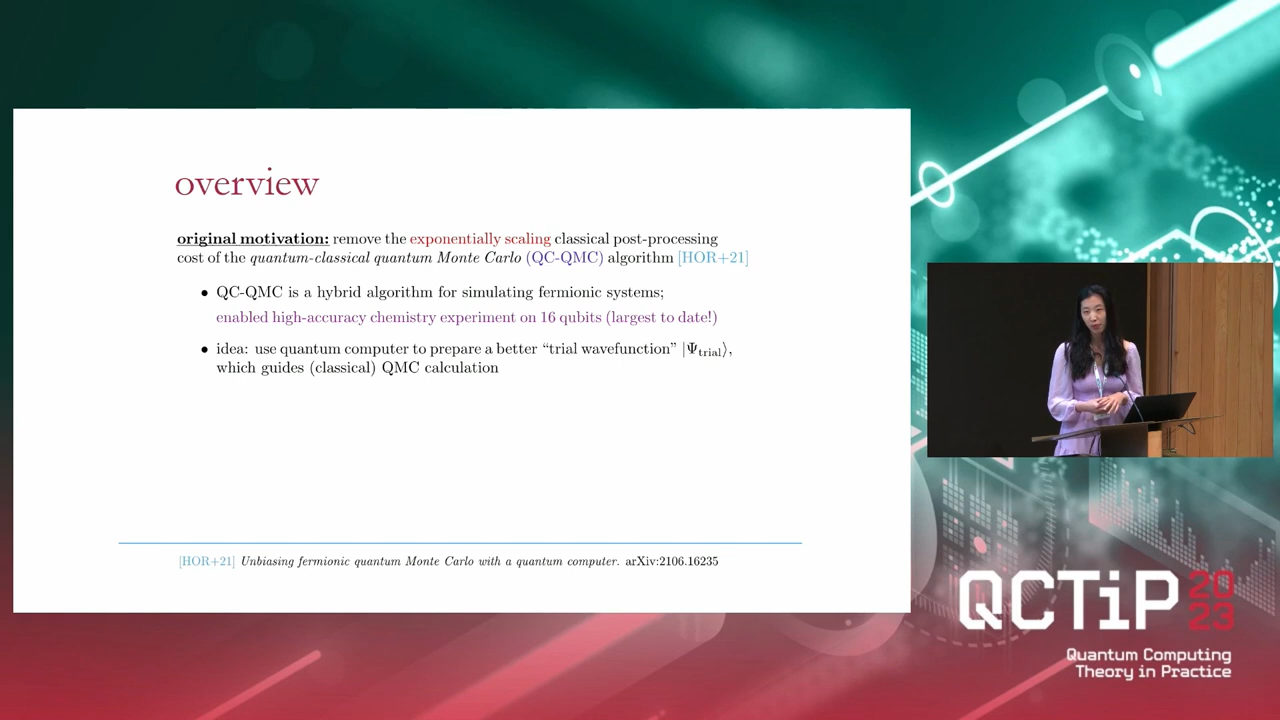 overview
original motivation: remove the exponentially scaling classical post-processing
cost of the quantum-classical quantum Monte Carlo (QC-QMC) algorithm [HOR+21]
• QC-QMC is a hybrid algorithm for simulating fermionic systems;
enabled high-accuracy chemistry experiment on 16 qubits (largest to date!)
• idea: use quantum computer to prepare a better “trial wavefunction” |Ψtrial⟩,
which guides (classical) QMC calculation
[HOR+21] Unbiasing fermionic quantum Monte Carlo with a quantum computer. arXiv:2106.16235
QCTiP 20
23
Quantum Computing
Theory in Practice